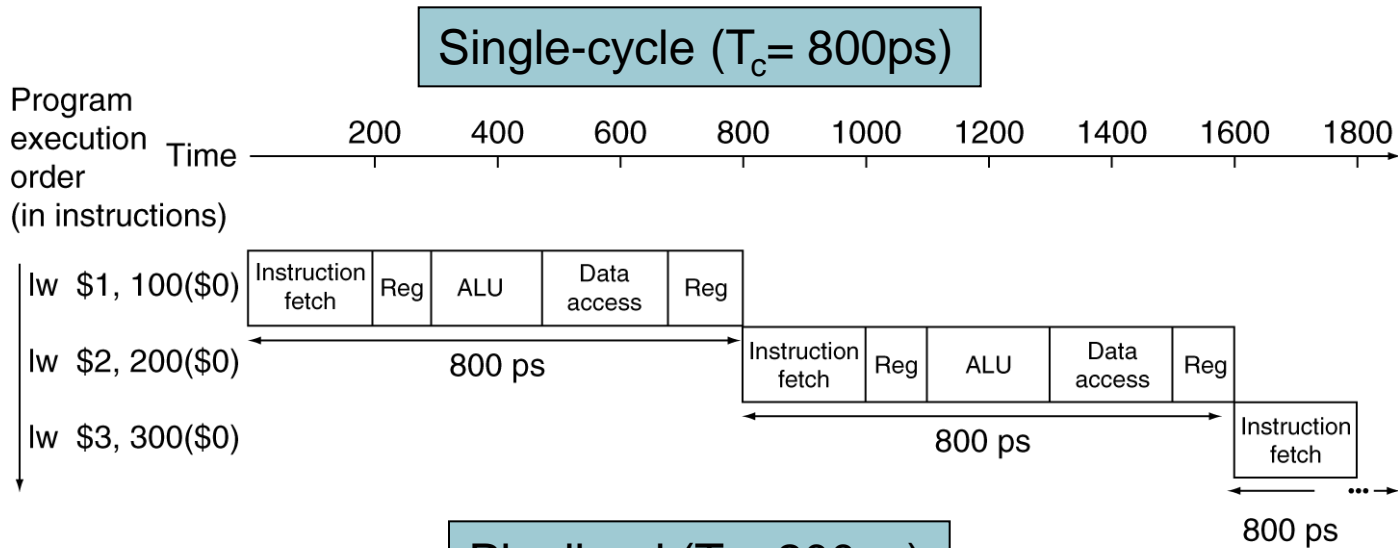 Single-cycle (Tc= 800ps)
Program
execution
order
(in instructions)
Time
200 400 600 800 1000 1200 1400 1600 1800
lw $1, 100($0)
Instruction
fetch
Reg
ALU
Data
access
Reg
800 ps
lw $2, 200($0)
Instruction
fetch
Reg
ALU
Data
access
Reg
800 ps
lw $3, 300($0)
Instruction
fetch
...
800 ps